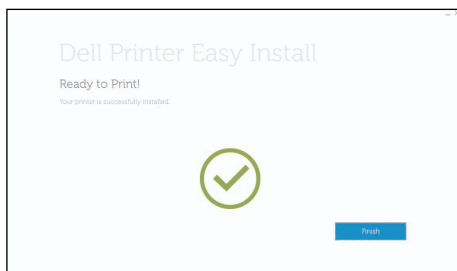 Dell Printer Easy Install
Ready to Print!
Your printer is successfully installed.
Finish